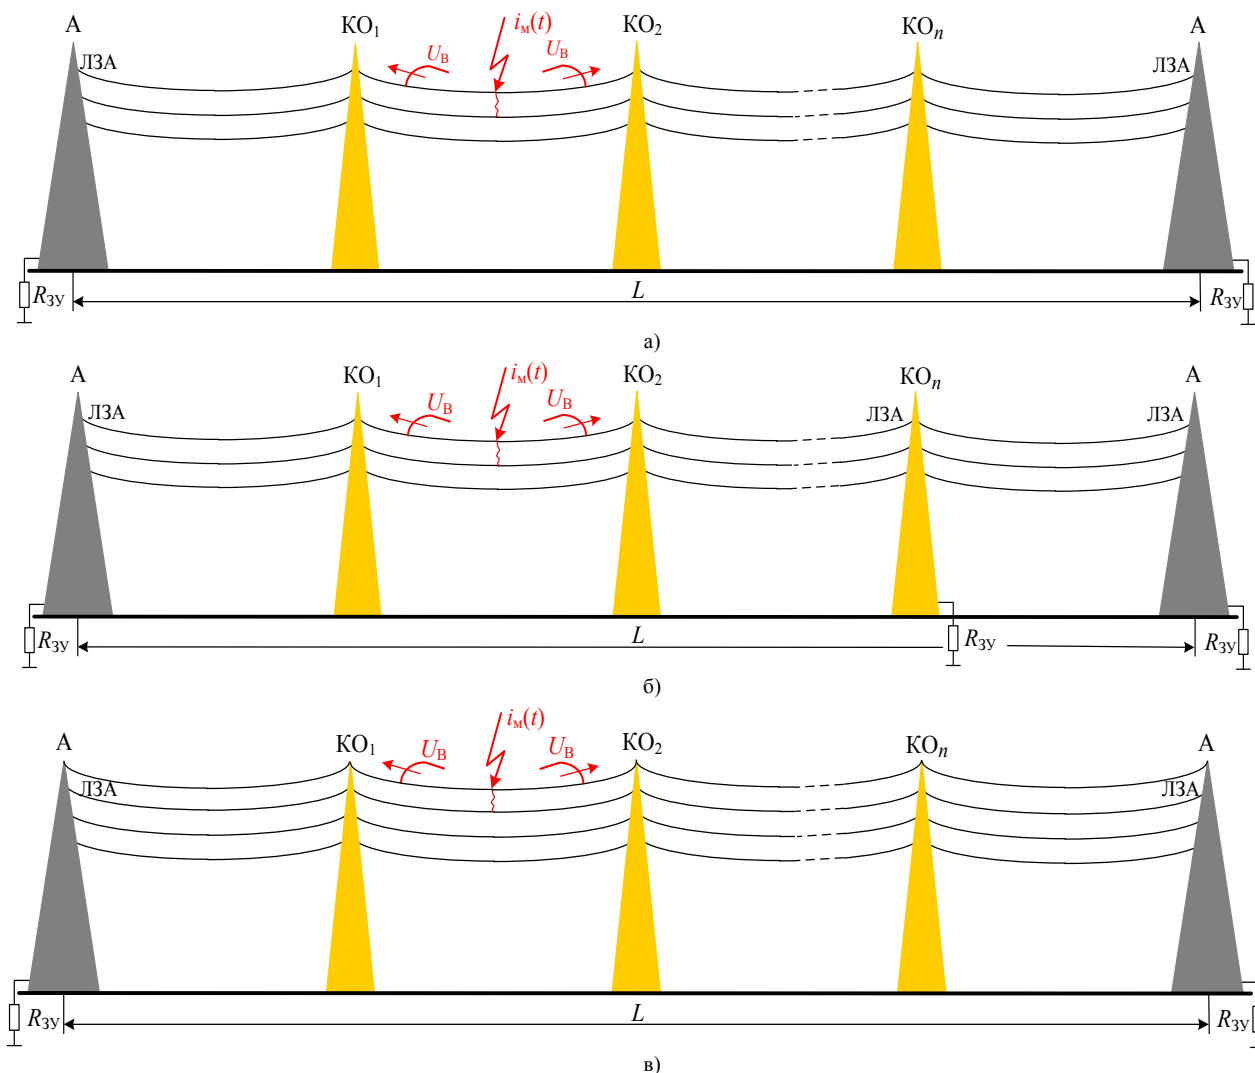 А КО₁ iм(t) КО₂ КОn А
Uв Uв
ЛЗА ЛЗА
Rзу L Rзу
а)
А КО₁ iм(t) КО₂ КОn А
Uв Uв
ЛЗА ЛЗА ЛЗА
Rзу L Rзу Rзу
б)
А КО₁ iм(t) КО₂ КОn А
Uв Uв
ЛЗА ЛЗА
Rзу L Rзу
в)